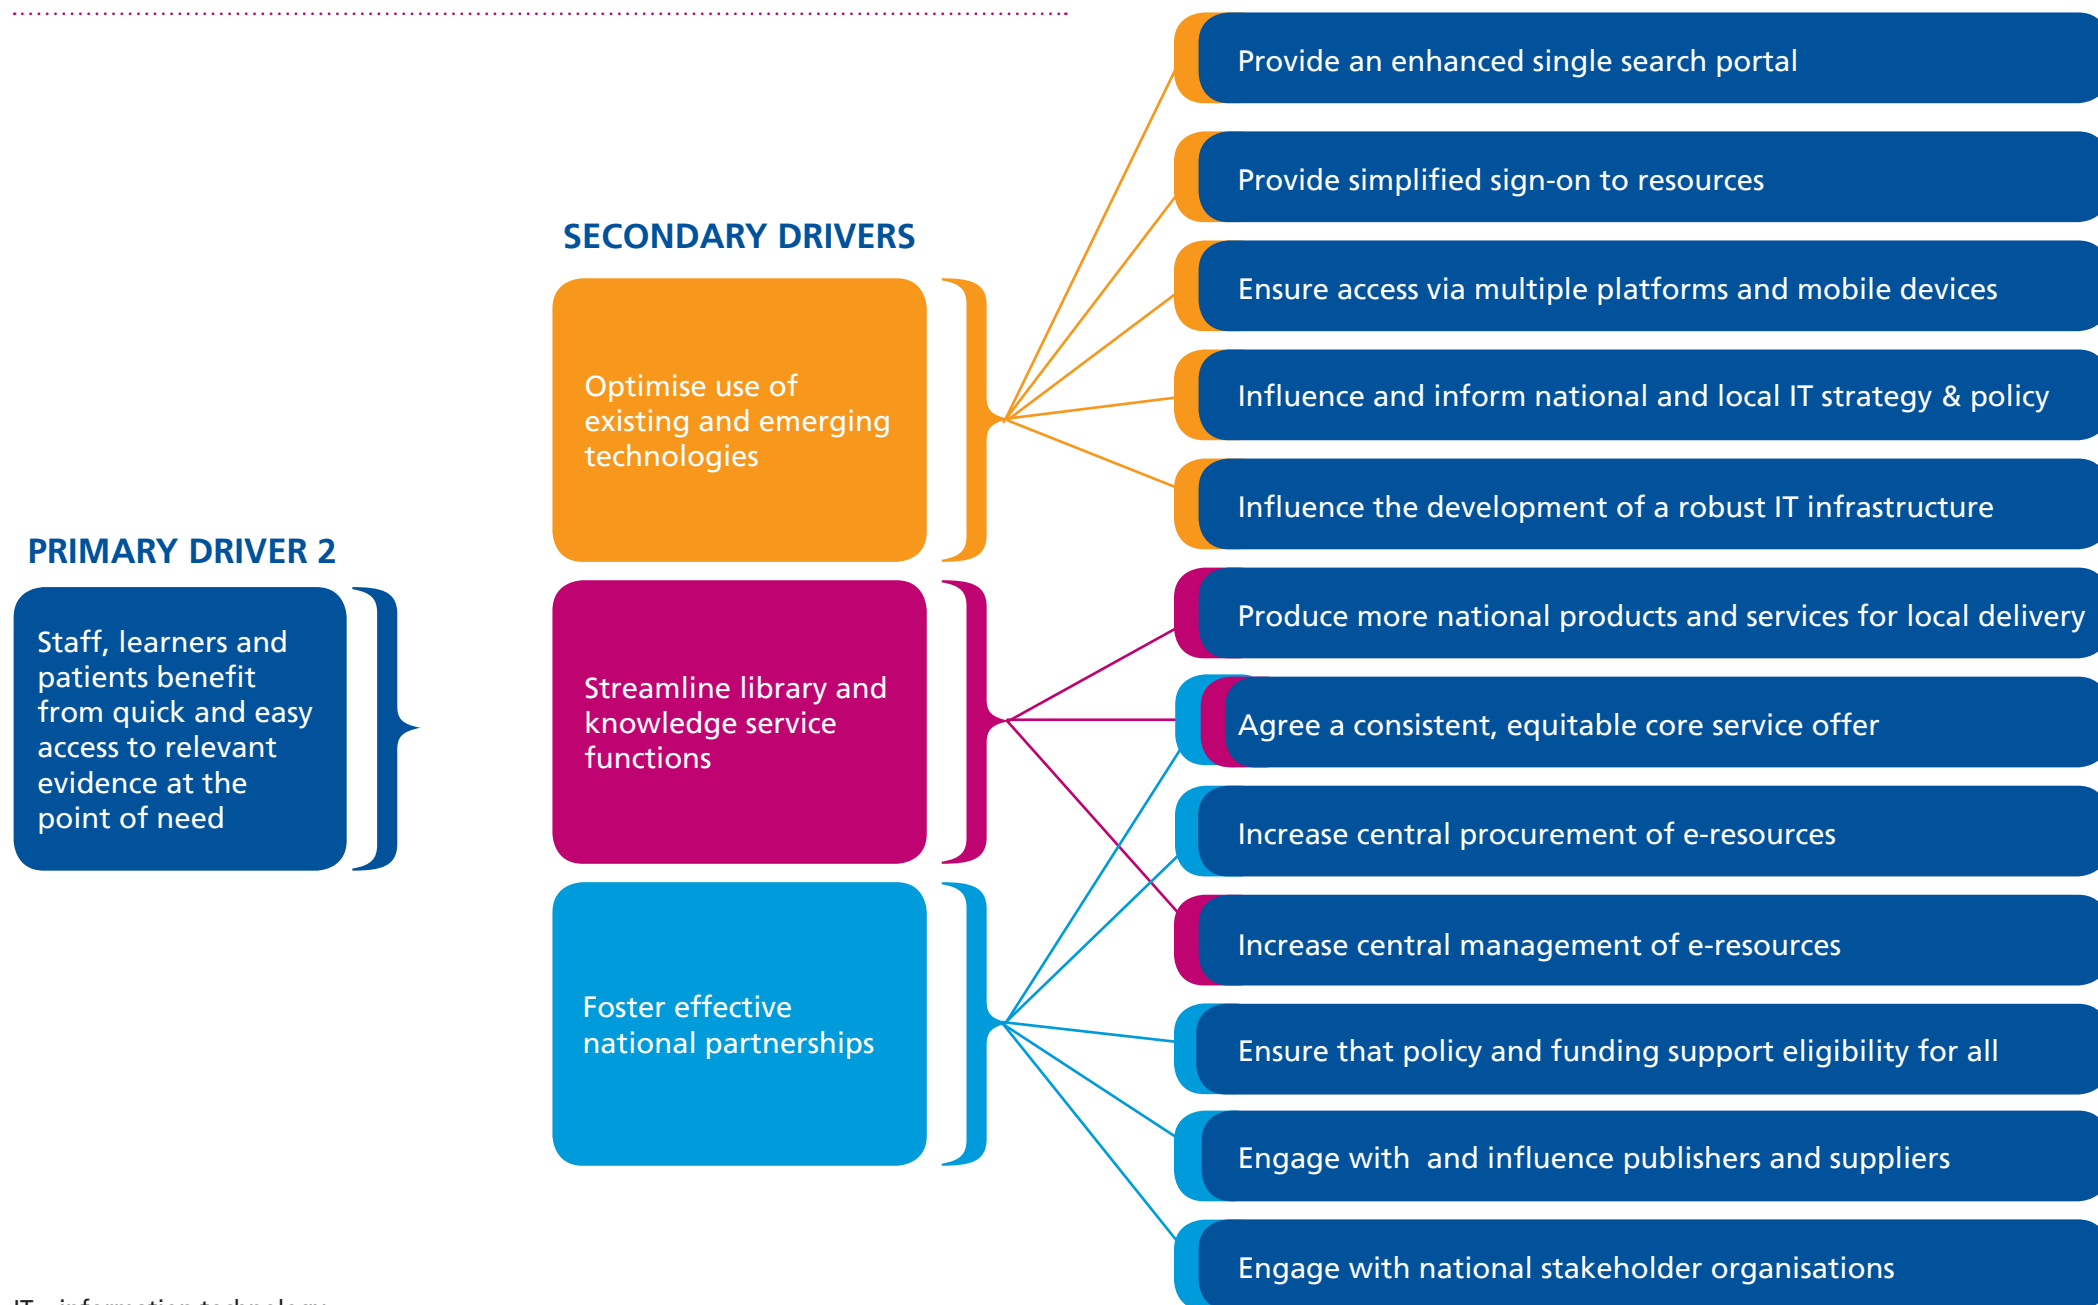 PRIMARY DRIVER 2
Staff, learners and
patients benefit
from quick and easy
access to relevant
evidence at the
point of need
SECONDARY DRIVERS
Optimise use of
existing and emerging
technologies
Streamline library and
knowledge service
functions
Foster effective
national partnerships
Provide an enhanced single search portal
Provide simplified sign-on to resources
Ensure access via multiple platforms and mobile devices
Influence and inform national and local IT strategy & policy
Influence the development of a robust IT infrastructure
Produce more national products and services for local delivery
Agree a consistent, equitable core service offer
Increase central procurement of e-resources
Increase central management of e-resources
Ensure that policy and funding support eligibility for all
Engage with  and influence publishers and suppliers
Engage with national stakeholder organisations
IT – information technology